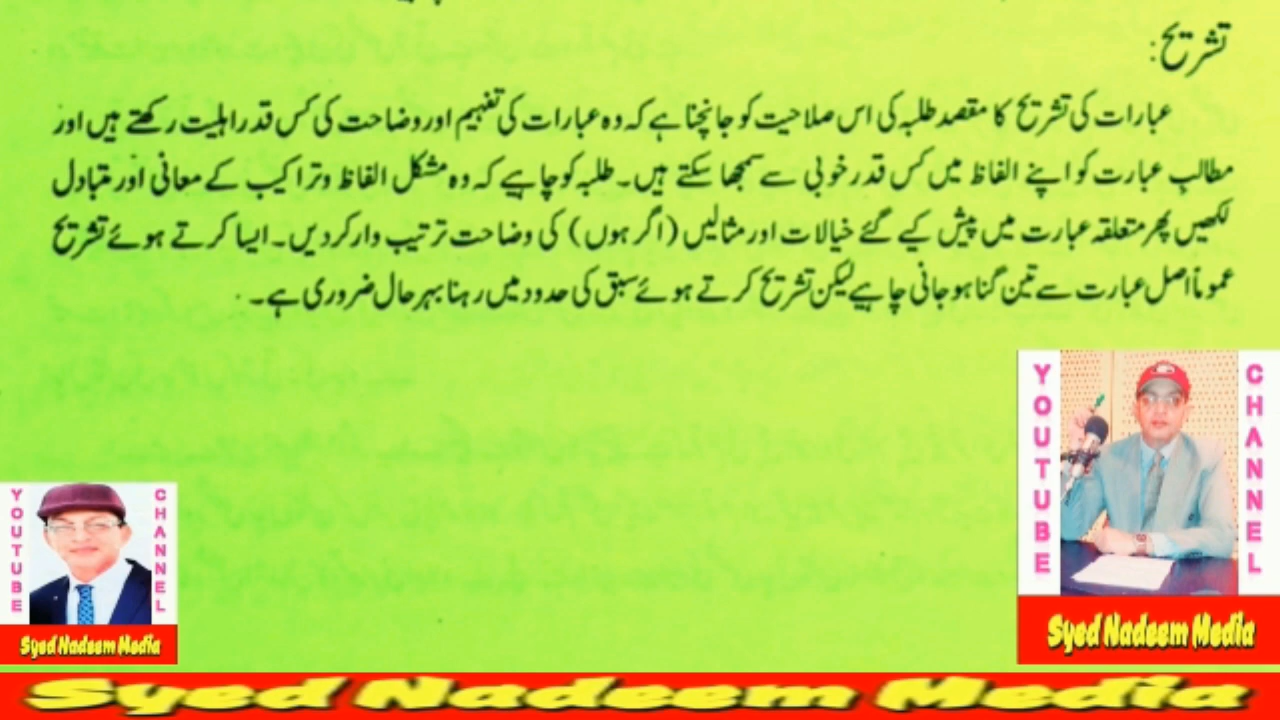 تشریح:
عبارات کی تشریح کا مقصد طلبہ کی اس صلاحیت کو جانچنا ہے کہ وہ عبارات کی تفہیم اور وضاحت کی کس قدر اہلیت رکھتے ہیں اور
مطالبِ عبارت کو اپنے الفاظ میں کس قدر خوبی سے سمجھا سکتے ہیں۔ طلبہ کو چاہیے کہ وہ مشکل الفاظ و تراکیب کے معانی اور متبادل
لکھیں پھر متعلقہ عبارت میں پیش کیے گئے خیالات اور مثالیں (اگر ہوں) کی وضاحت ترتیب وار کر دیں۔ ایسا کرتے ہوئے تشریح
عموماً اصل عبارت سے تین گنا ہو جانی چاہیے لیکن تشریح کرتے ہوئے سبق کی حدود میں رہنا بہرحال ضروری ہے۔
YOUTUBE
CHANNEL
Syed Nadeem Media
YOUTUBE
CHANNEL
Syed Nadeem Media
Syed Nadeem Media